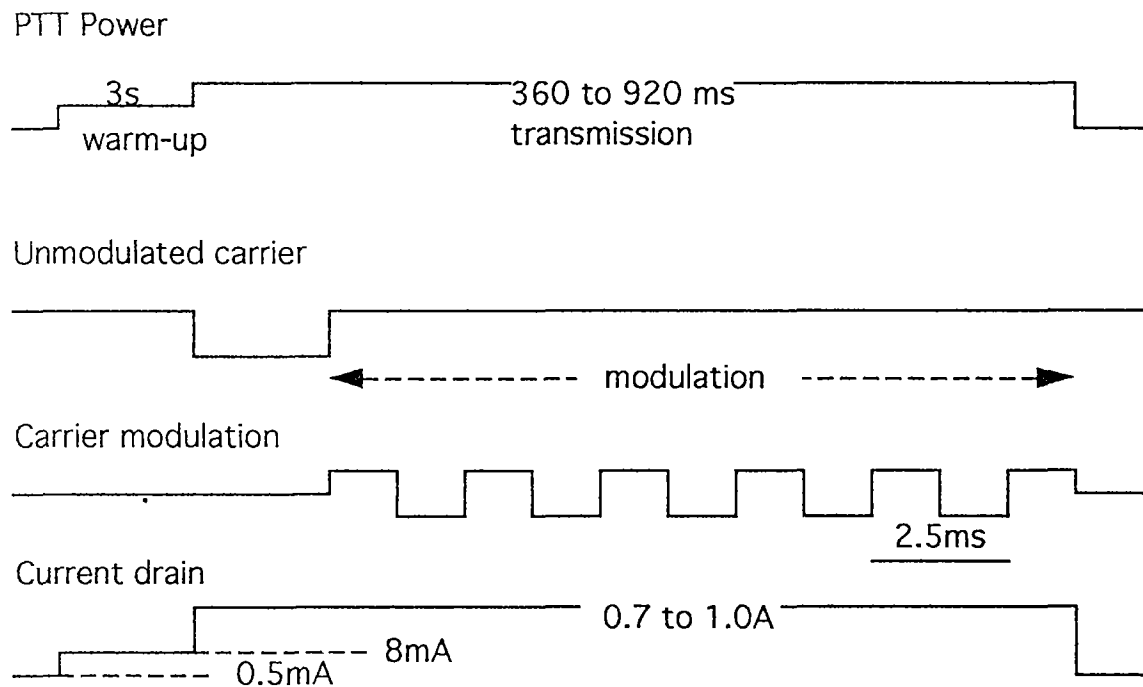 PTT Power
3s
360 to 920 ms
warm-up
transmission
Unmodulated carrier
modulation
Carrier modulation
2.5ms
Current drain
0.7 to 1.0A
8mA
0.5mA